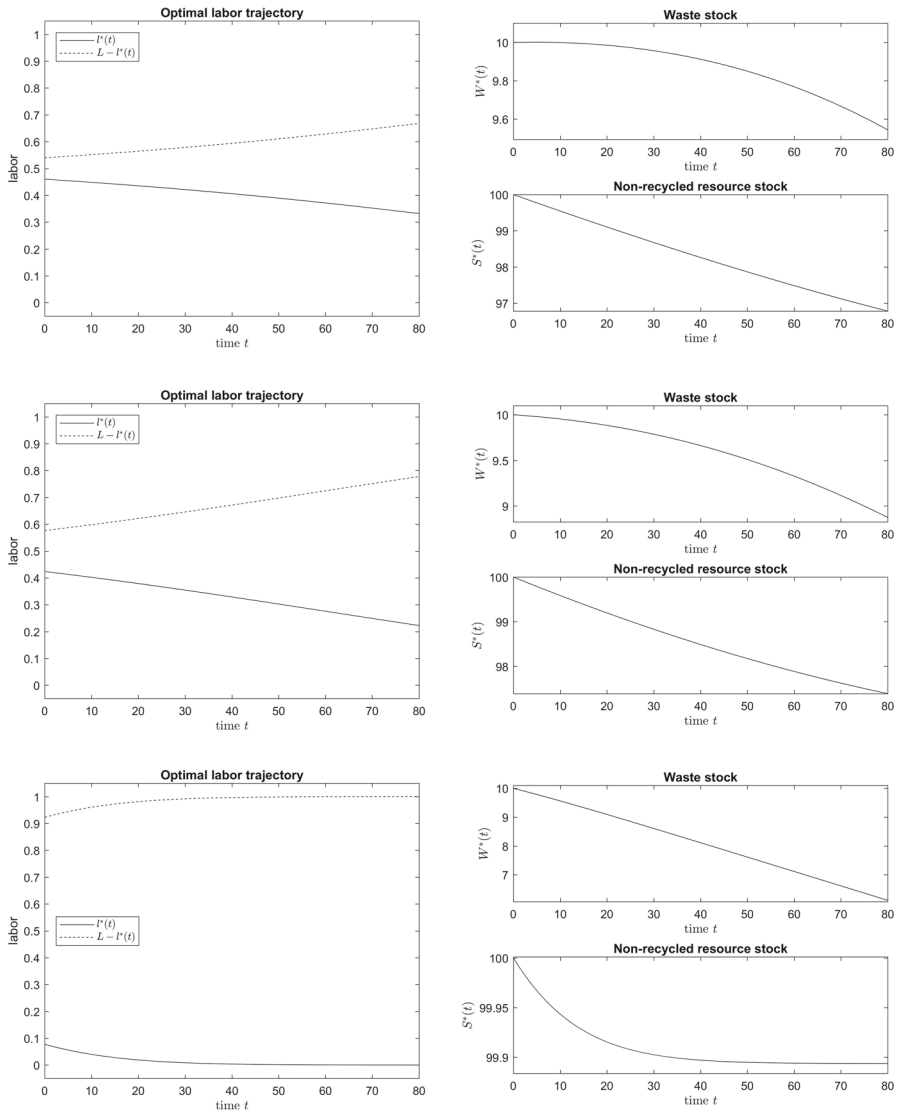 Optimal labor trajectory
1
0.9
0.8
0.7
0.6
0.5
0.4
0.3
0.2
0.1
0
labor
l*(t)
L − l*(t)
0 10 20 30 40 50 60 70 80
time t
Waste stock
10
9.8
9.6
W*(t)
0 10 20 30 40 50 60 70 80
time t
Non-recycled resource stock
100
99
98
97
S*(t)
0 10 20 30 40 50 60 70 80
time t
Optimal labor trajectory
1
0.9
0.8
0.7
0.6
0.5
0.4
0.3
0.2
0.1
0
labor
l*(t)
L − l*(t)
0 10 20 30 40 50 60 70 80
time t
Waste stock
10
9.5
9
W*(t)
0 10 20 30 40 50 60 70 80
time t
Non-recycled resource stock
100
99
98
S*(t)
0 10 20 30 40 50 60 70 80
time t
Optimal labor trajectory
1
0.9
0.8
0.7
0.6
0.5
0.4
0.3
0.2
0.1
0
labor
l*(t)
L − l*(t)
0 10 20 30 40 50 60 70 80
time t
Waste stock
10
9
8
7
W*(t)
0 10 20 30 40 50 60 70 80
time t
Non-recycled resource stock
100
99.95
99.9
S*(t)
0 10 20 30 40 50 60 70 80
time t